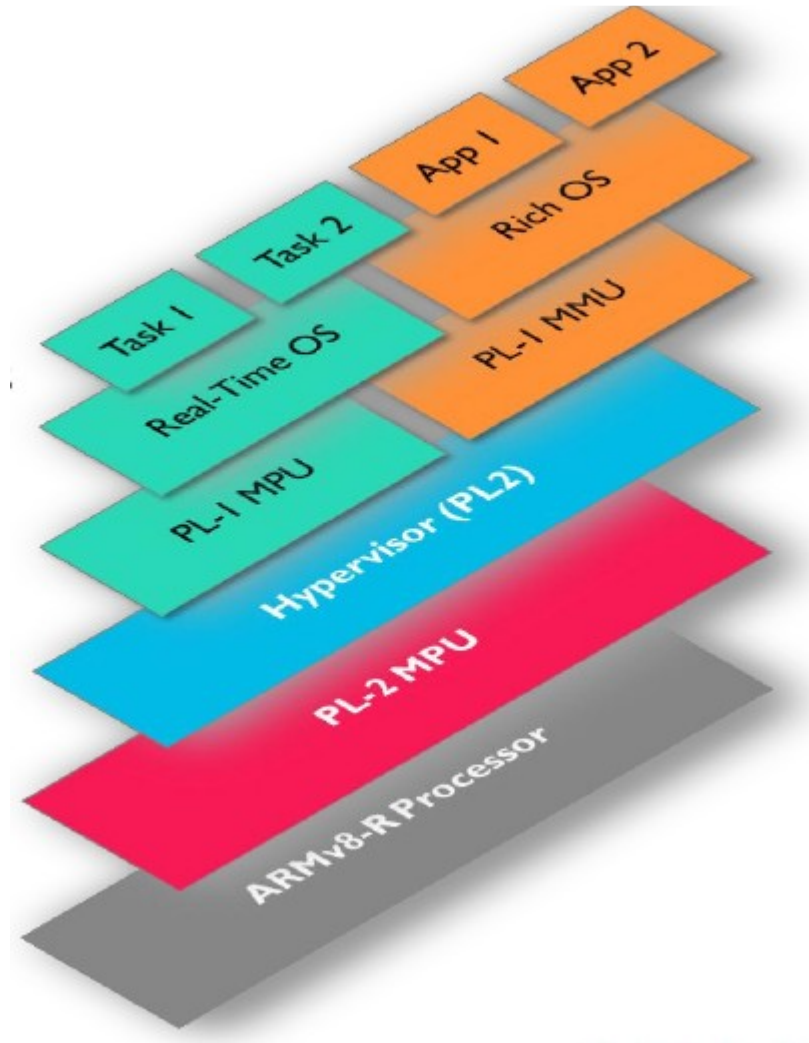 App 2
App 1
Rich OS
Task 2
Task 1
Real-Time OS
PL-1 MMU
PL-1 MPU
Hypervisor (PL2)
PL-2 MPU
ARMv8-R Processor